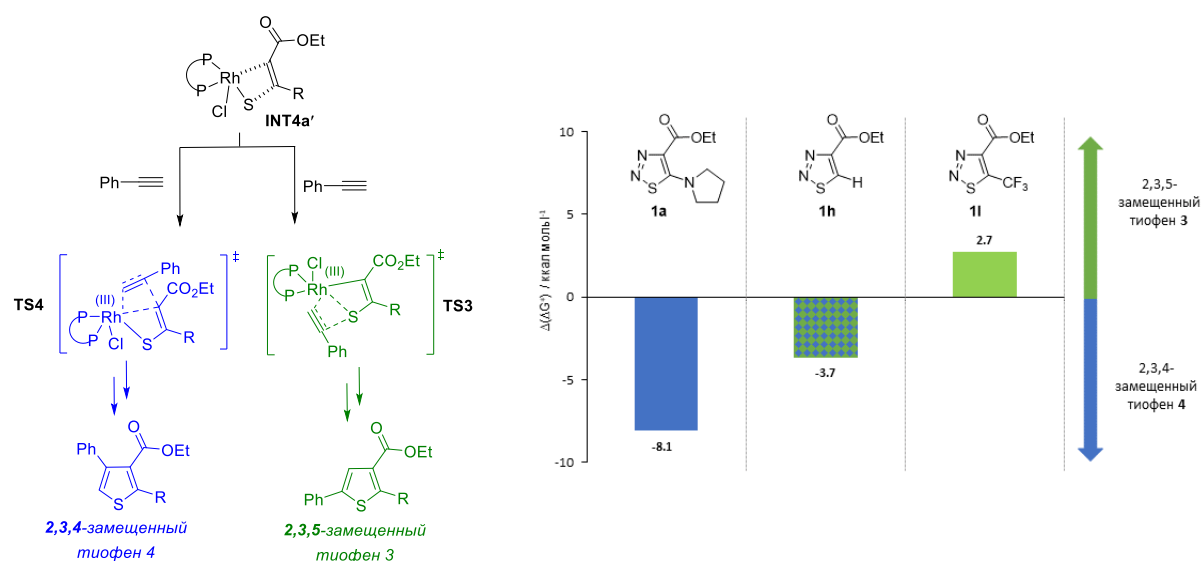 O
OEt
P
P
Rh
Cl
S
R
INT4a′
Ph
Ph
TS4
Ph
(III)
CO₂Et
P
P
Rh
Cl
S
R
‡
Cl
(III)
CO₂Et
P
P
Rh
S
R
Ph
‡
TS3
Ph
O
OEt
S
R
2,3,4-замещенный
тиофен 4
O
OEt
Ph
S
R
2,3,5-замещенный
тиофен 3
Δ(ΔG≠) / ккал моль⁻¹
10
5
0
-5
-10
O
OEt
N
N
S
N
1a
O
OEt
N
N
S
H
1h
O
OEt
N
N
S
CF₃
1l
-8.1
-3.7
2.7
2,3,5-
замещенный
тиофен 3
2,3,4-
замещенный
тиофен 4